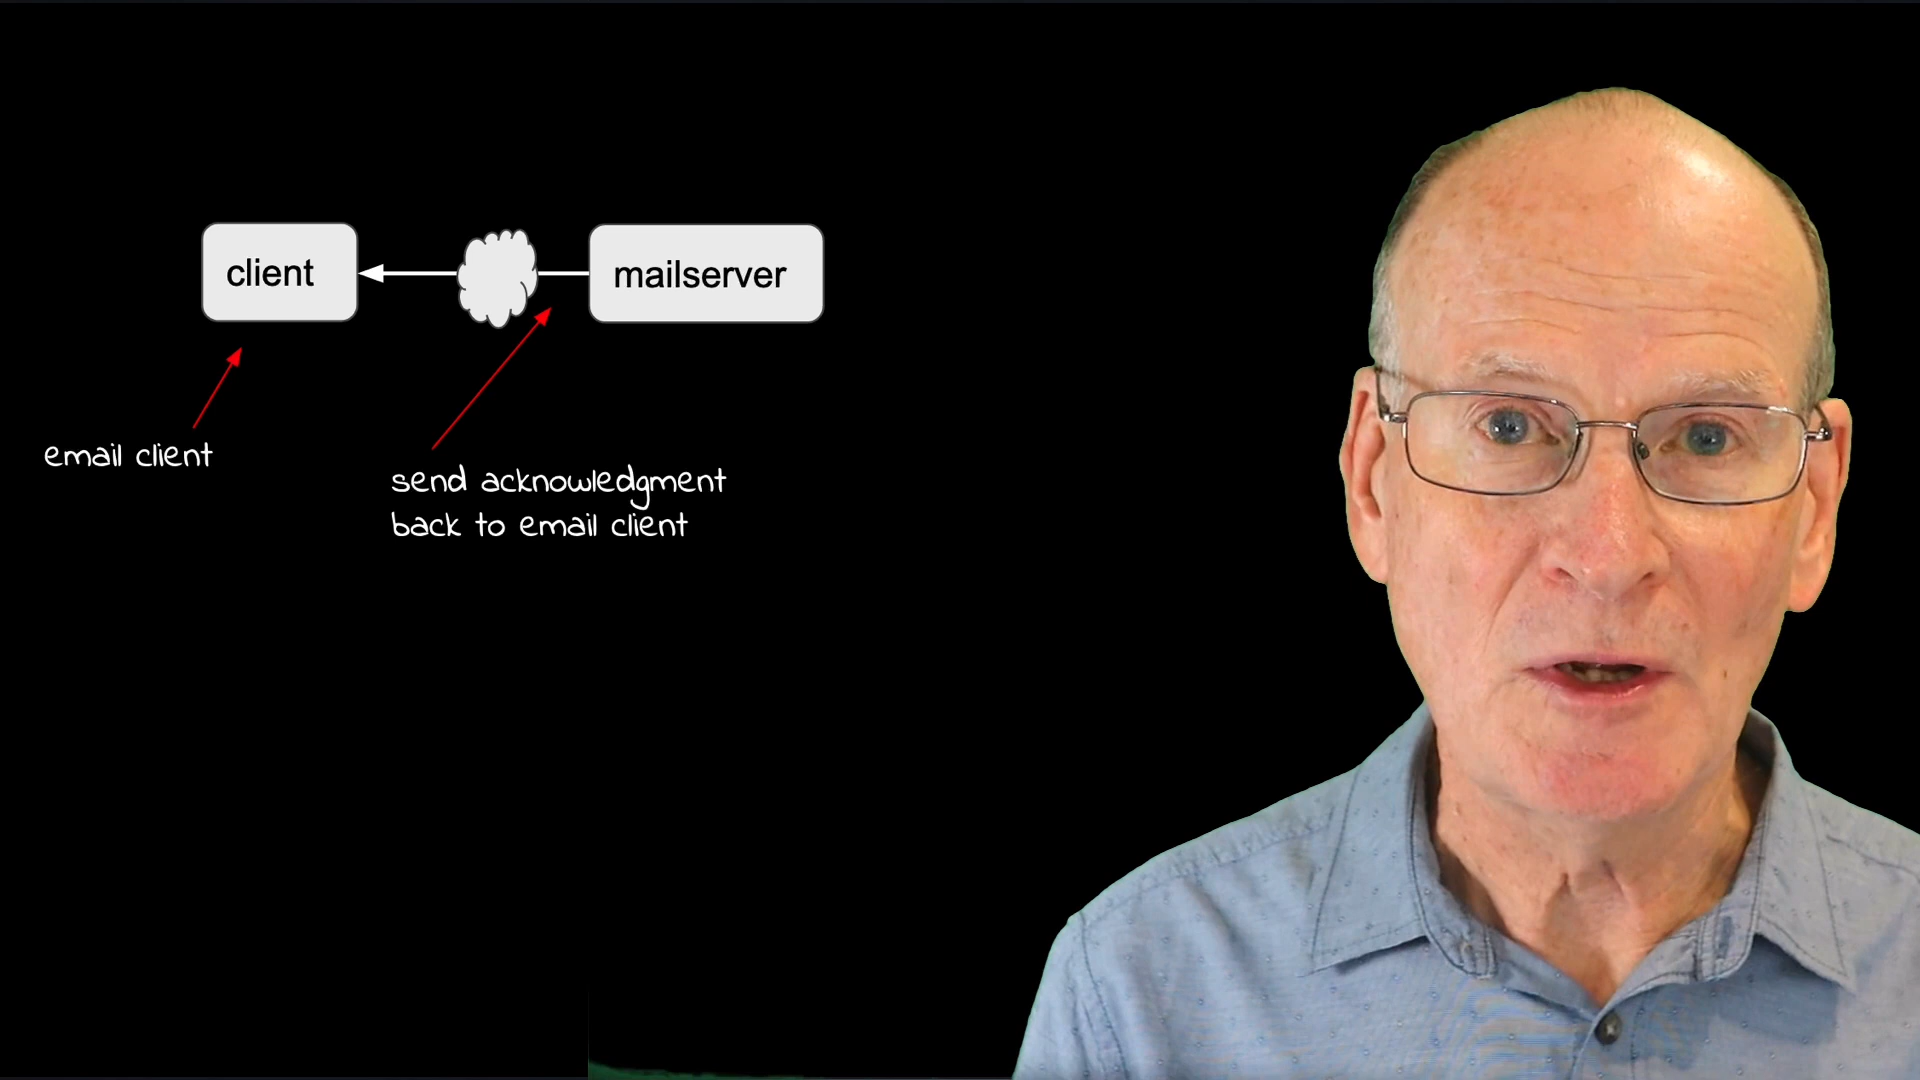 client
mailserver
email client
send acknowledgment
back to email client